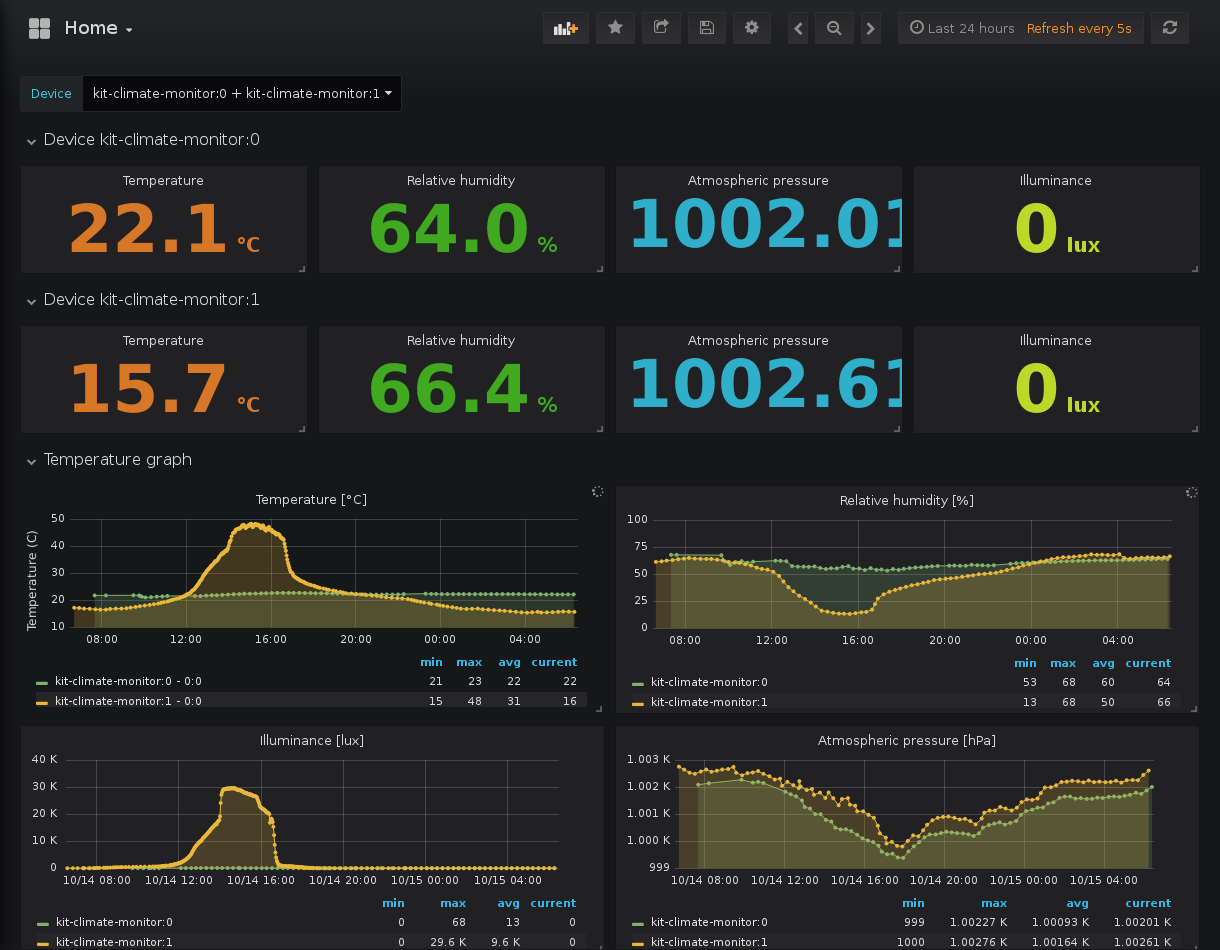 Home
Last 24 hours Refresh every 5s
Device kit-climate-monitor:0 + kit-climate-monitor:1
Device kit-climate-monitor:0
Temperature Relative humidity Atmospheric pressure Illuminance
22.1 °C 64.0 % 1002.01 0 lux
Device kit-climate-monitor:1
Temperature Relative humidity Atmospheric pressure Illuminance
15.7 °C 66.4 % 1002.61 0 lux
Temperature graph
Temperature [°C]
Temperature (C)
50
40
30
20
10
08:00 12:00 16:00 20:00 00:00 04:00
min max avg current
kit-climate-monitor:0 - 0:0 21 23 22 22
kit-climate-monitor:1 - 0:0 15 48 31 16
Relative humidity [%]
100
75
50
25
0
08:00 12:00 16:00 20:00 00:00 04:00
min max avg current
kit-climate-monitor:0 53 68 60 64
kit-climate-monitor:1 13 68 50 66
Illuminance [lux]
40 K
30 K
20 K
10 K
0
10/14 08:00 10/14 12:00 10/14 16:00 10/14 20:00 10/15 00:00 10/15 04:00
min max avg current
kit-climate-monitor:0 0 68 13 0
kit-climate-monitor:1 0 29.6 K 9.6 K 0
Atmospheric pressure [hPa]
1.003 K
1.002 K
1.001 K
1.000 K
999
10/14 08:00 10/14 12:00 10/14 16:00 10/14 20:00 10/15 00:00 10/15 04:00
min max avg current
kit-climate-monitor:0 999 1.00227 K 1.00093 K 1.00201 K
kit-climate-monitor:1 1000 1.00276 K 1.00164 K 1.00261 K